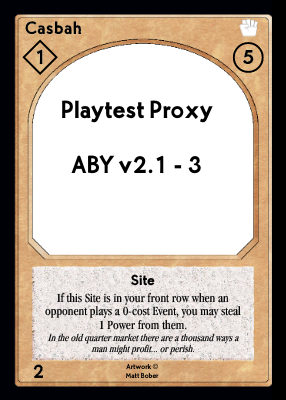 Casbah
1
5
Playtest Proxy
ABY v2.1 - 3
Site
If this Site is in your front row when an
opponent plays a 0-cost Event, you may steal
1 Power from them.
In the old quarter market there are a thousand ways a
man might profit... or perish.
2
Artwork ©
Matt Bober